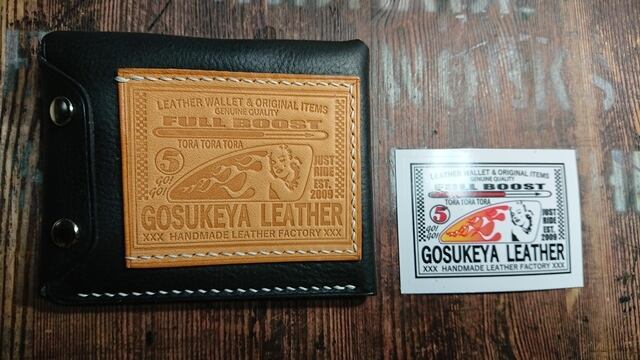 LEATHER WALLET & ORIGINAL ITEMS
GENUINE QUALITY
FULL BOOST
TORA TORA TORA
5
GO!
GO!!
JUST
RIDE
EST.
2009
GOSUKEYA LEATHER
XXX HANDMADE LEATHER FACTORY XXX
LEATHER WALLET & ORIGINAL ITEMS
GENUINE QUALITY
FULL BOOST
TORA TORA TORA
5
GO!
GO!!
JUST
RIDE
EST.
2009
GOSUKEYA LEATHER
XXX HANDMADE LEATHER FACTORY XXX